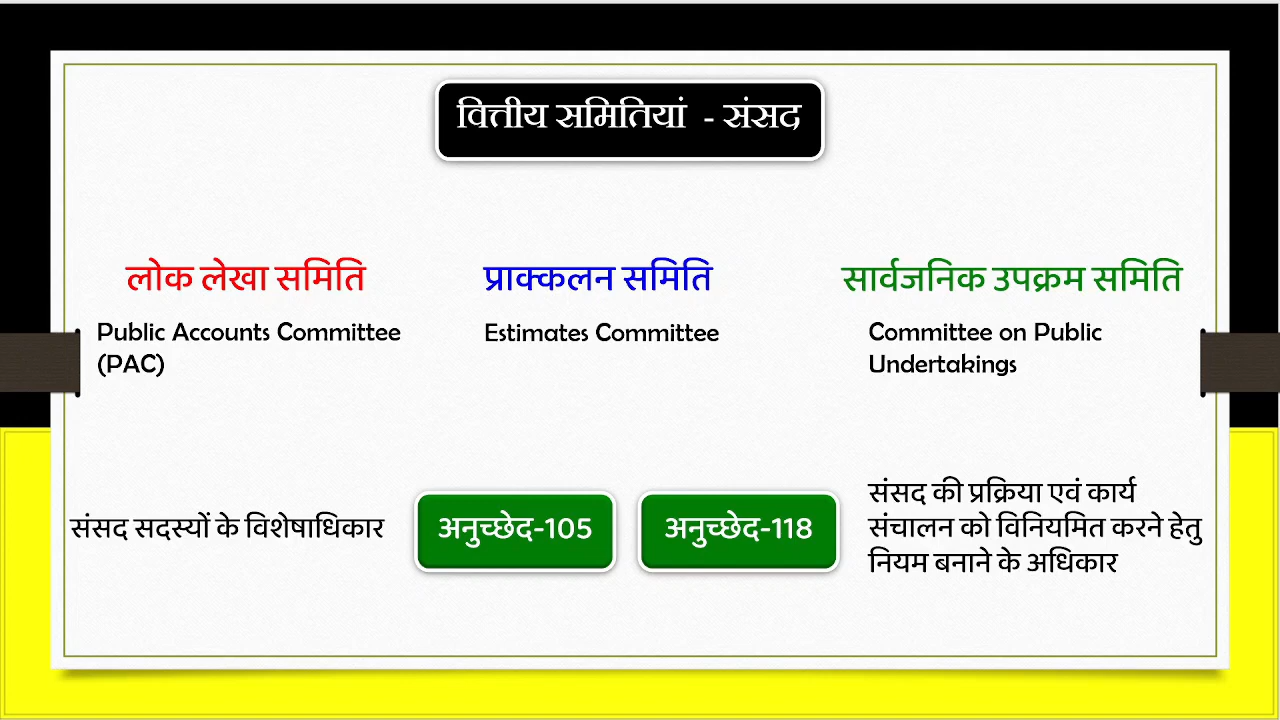 वित्तीय समितियां - संसद
लोक लेखा समिति
Public Accounts Committee
(PAC)
प्राक्कलन समिति
Estimates Committee
सार्वजनिक उपक्रम समिति
Committee on Public
Undertakings
संसद सदस्यों के विशेषाधिकार
अनुच्छेद-105
अनुच्छेद-118
संसद की प्रक्रिया एवं कार्य
संचालन को विनियमित करने हेतु
नियम बनाने के अधिकार